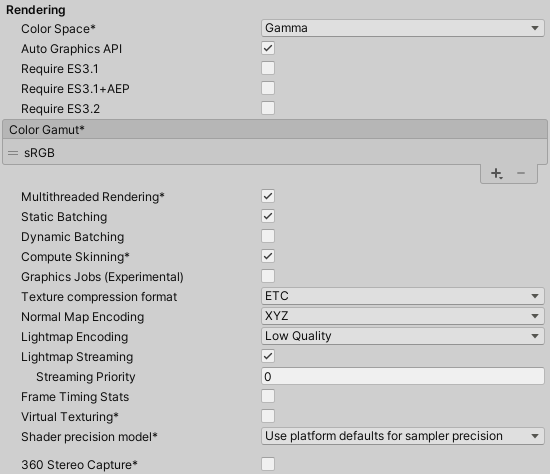 Rendering
Color Space* Gamma
Auto Graphics API
Require ES3.1
Require ES3.1+AEP
Require ES3.2
Color Gamut*
sRGB
Multithreaded Rendering*
Static Batching
Dynamic Batching
Compute Skinning*
Graphics Jobs (Experimental)
Texture compression format ETC
Normal Map Encoding XYZ
Lightmap Encoding Low Quality
Lightmap Streaming
Streaming Priority 0
Frame Timing Stats
Virtual Texturing*
Shader precision model* Use platform defaults for sampler precision
360 Stereo Capture*